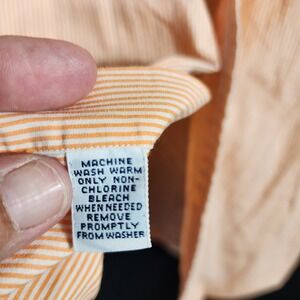 MACHINE
WASH WARM
ONLY NON-
CHLORINE
BLEACH
WHEN NEEDED
REMOVE
PROMPTLY
FROM WASHER